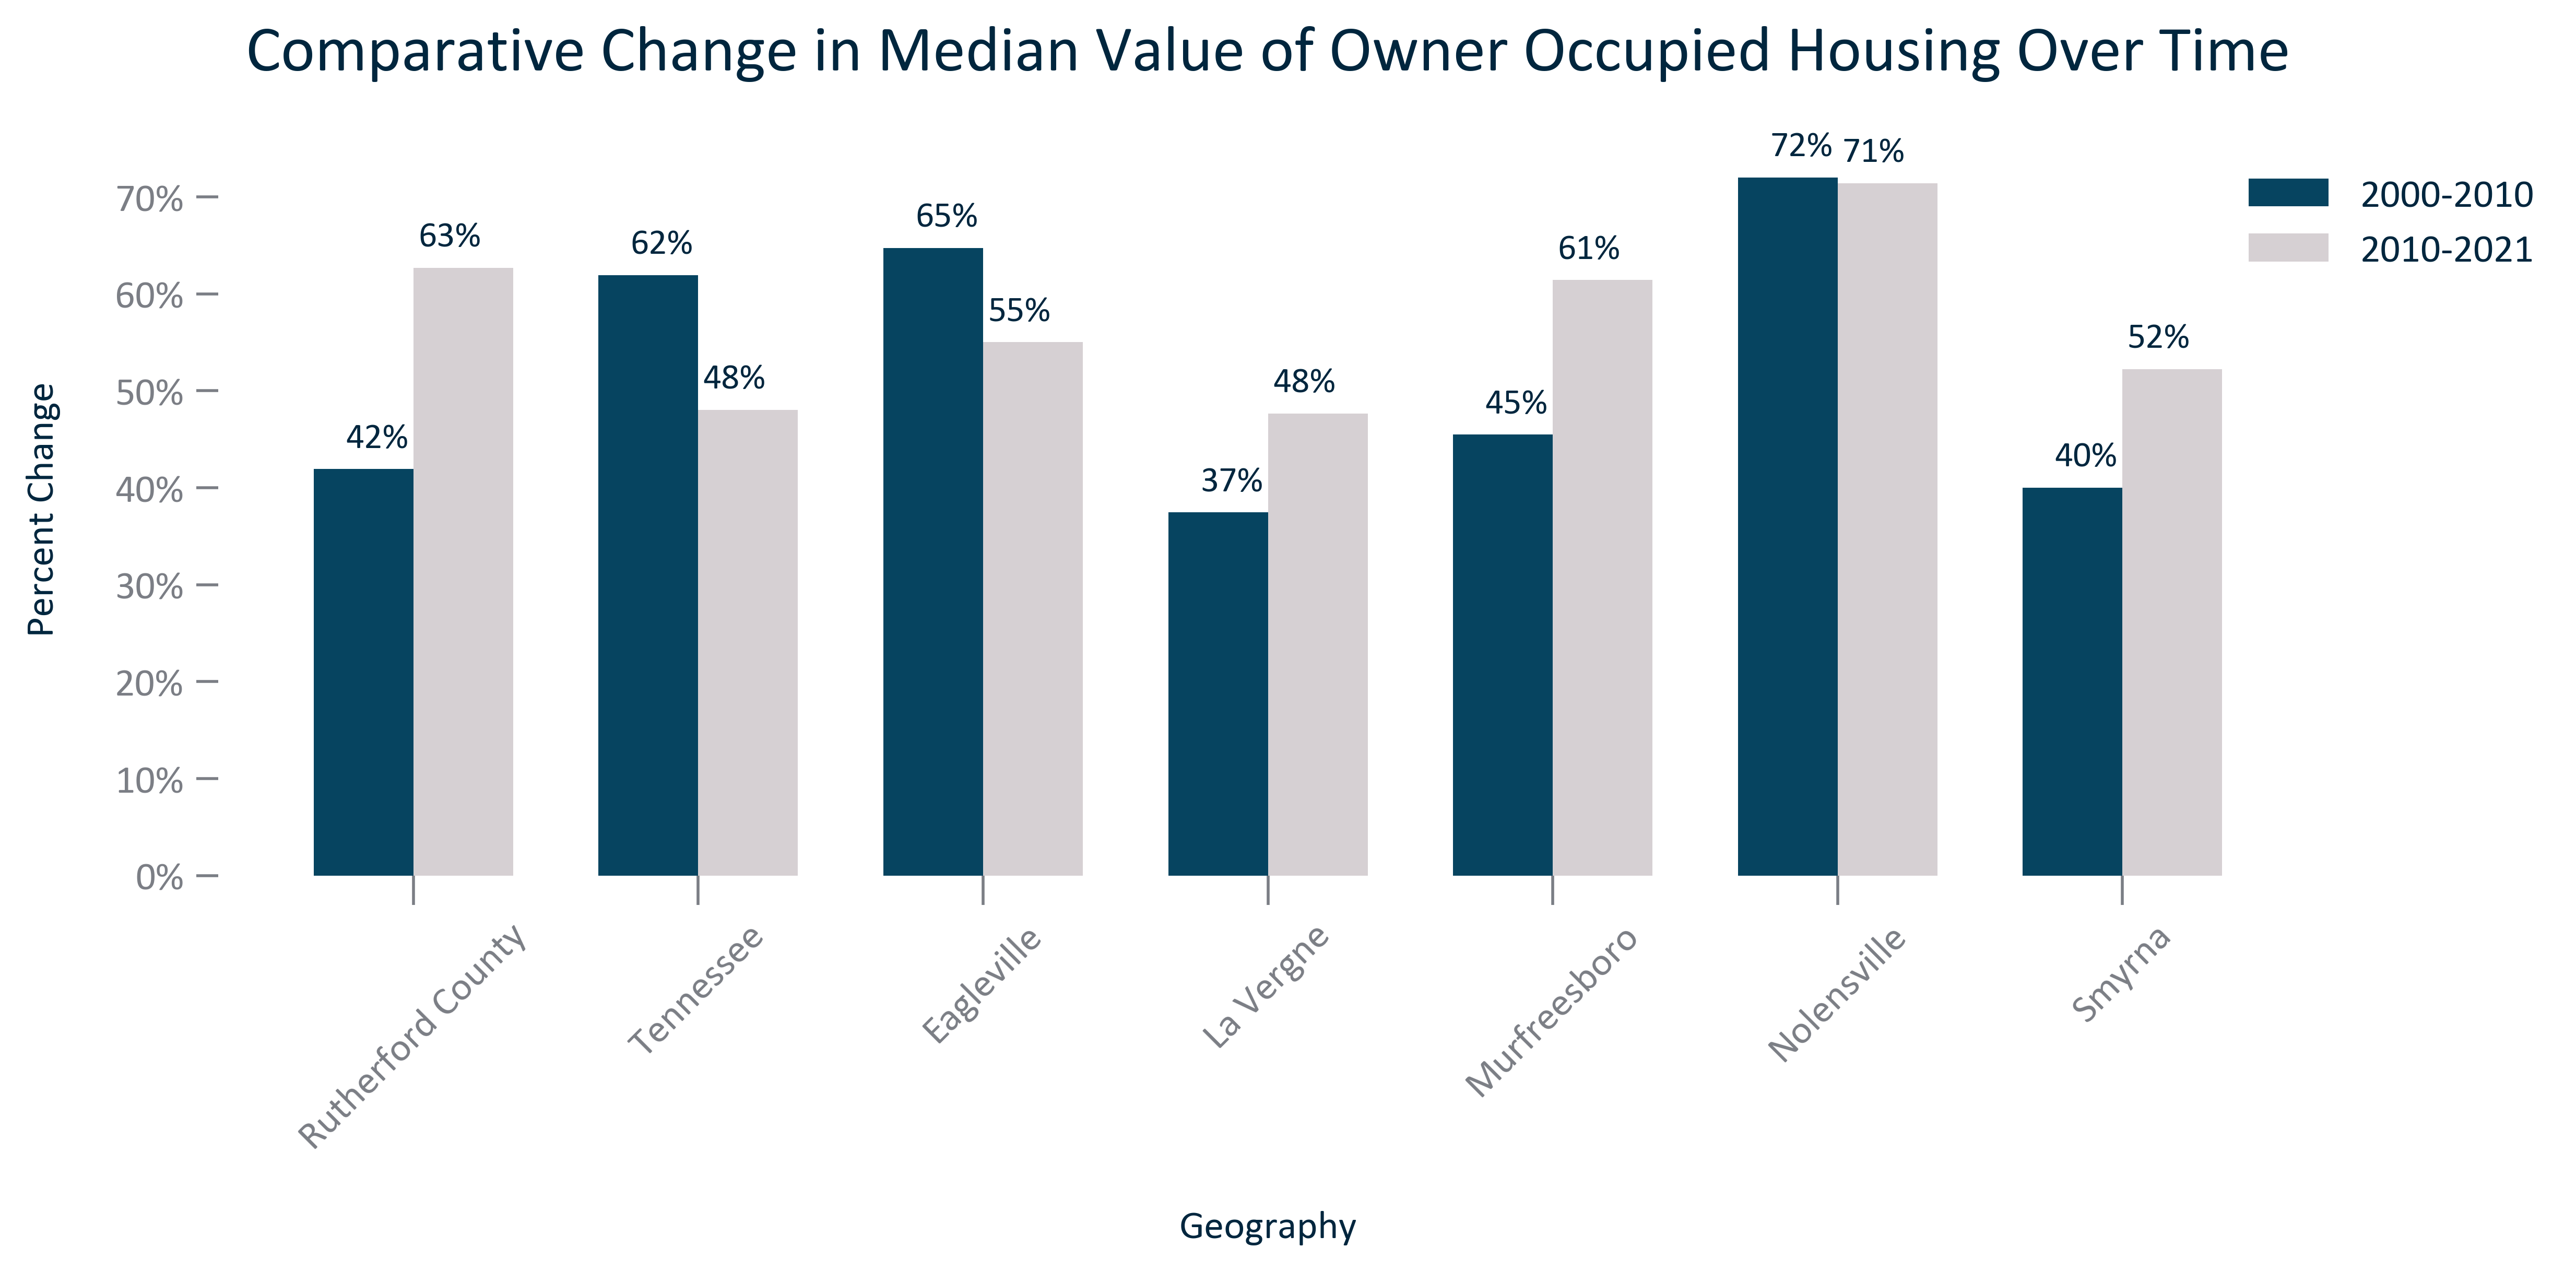 Comparative Change in Median Value of Owner Occupied Housing Over Time
72%
71%
70%
2000-2010
65%
63%
62%
61%
2010-2021
60%
55%
52%
50%
48%
48%
45%
42%
40%
40%
37%
30%
20%
10%
0%
Percent Change
Rutherford County
Tennessee
Eagleville
La Vergne
Murfreesboro
Nolensville
Smyrna
Geography